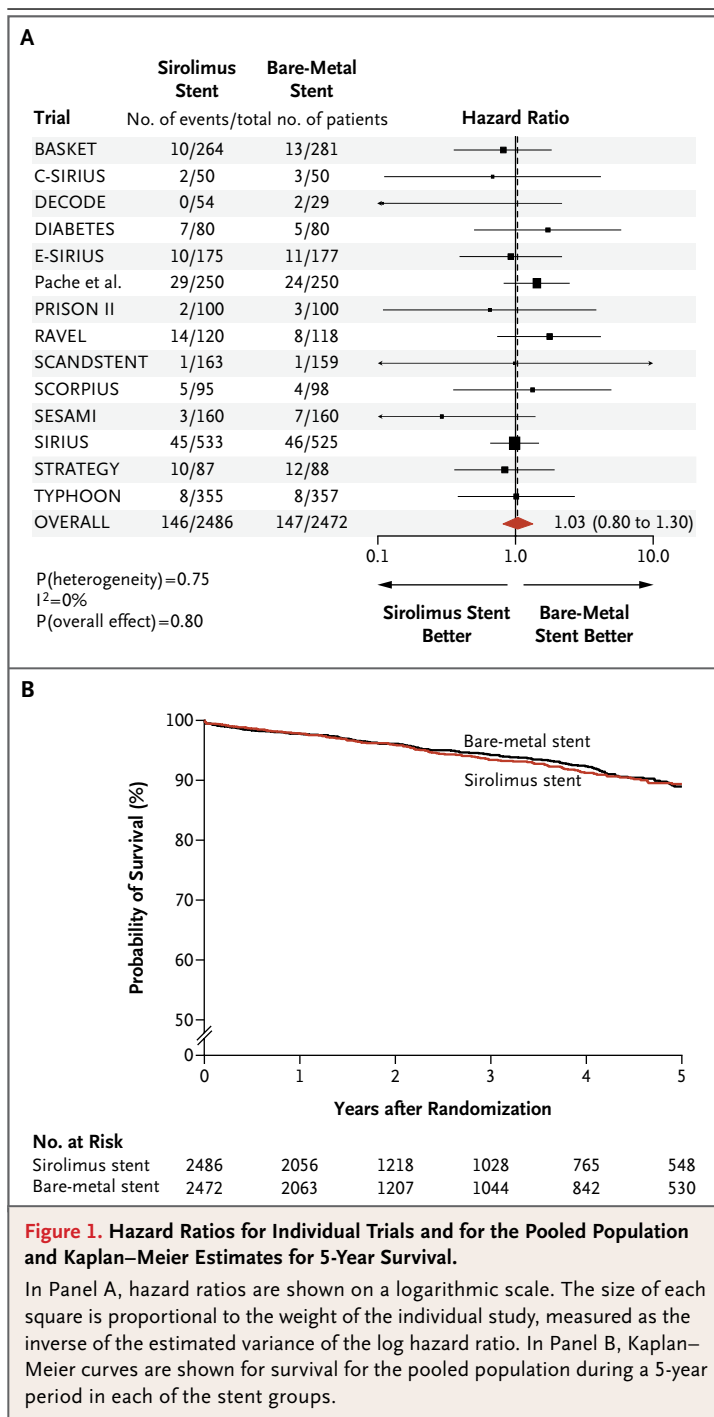 A
Sirolimus Stent Bare-Metal Stent
Trial No. of events/total no. of patients Hazard Ratio
BASKET 10/264 13/281
C-SIRIUS 2/50 3/50
DECODE 0/54 2/29
DIABETES 7/80 5/80
E-SIRIUS 10/175 11/177
Pache et al. 29/250 24/250
PRISON II 2/100 3/100
RAVEL 14/120 8/118
SCANDSTENT 1/163 1/159
SCORPIUS 5/95 4/98
SESAMI 3/160 7/160
SIRIUS 45/533 46/525
STRATEGY 10/87 12/88
TYPHOON 8/355 8/357
OVERALL 146/2486 147/2472 1.03 (0.80 to 1.30)
0.1 1.0 10.0
P(heterogeneity)=0.75
I²=0%
P(overall effect)=0.80
Sirolimus Stent Better
Bare-Metal Stent Better
B
Probability of Survival (%)
100
90
80
70
60
50
0
Bare-metal stent
Sirolimus stent
0 1 2 3 4 5
Years after Randomization
No. at Risk
Sirolimus stent 2486 2056 1218 1028 765 548
Bare-metal stent 2472 2063 1207 1044 842 530
Figure 1. Hazard Ratios for Individual Trials and for the Pooled Population
and Kaplan–Meier Estimates for 5-Year Survival.
In Panel A, hazard ratios are shown on a logarithmic scale. The size of each
square is proportional to the weight of the individual study, measured as the
inverse of the estimated variance of the log hazard ratio. In Panel B, Kaplan–
Meier curves are shown for survival for the pooled population during a 5-year
period in each of the stent groups.